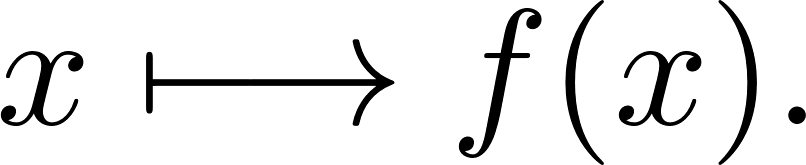 x ⟼ f(x).